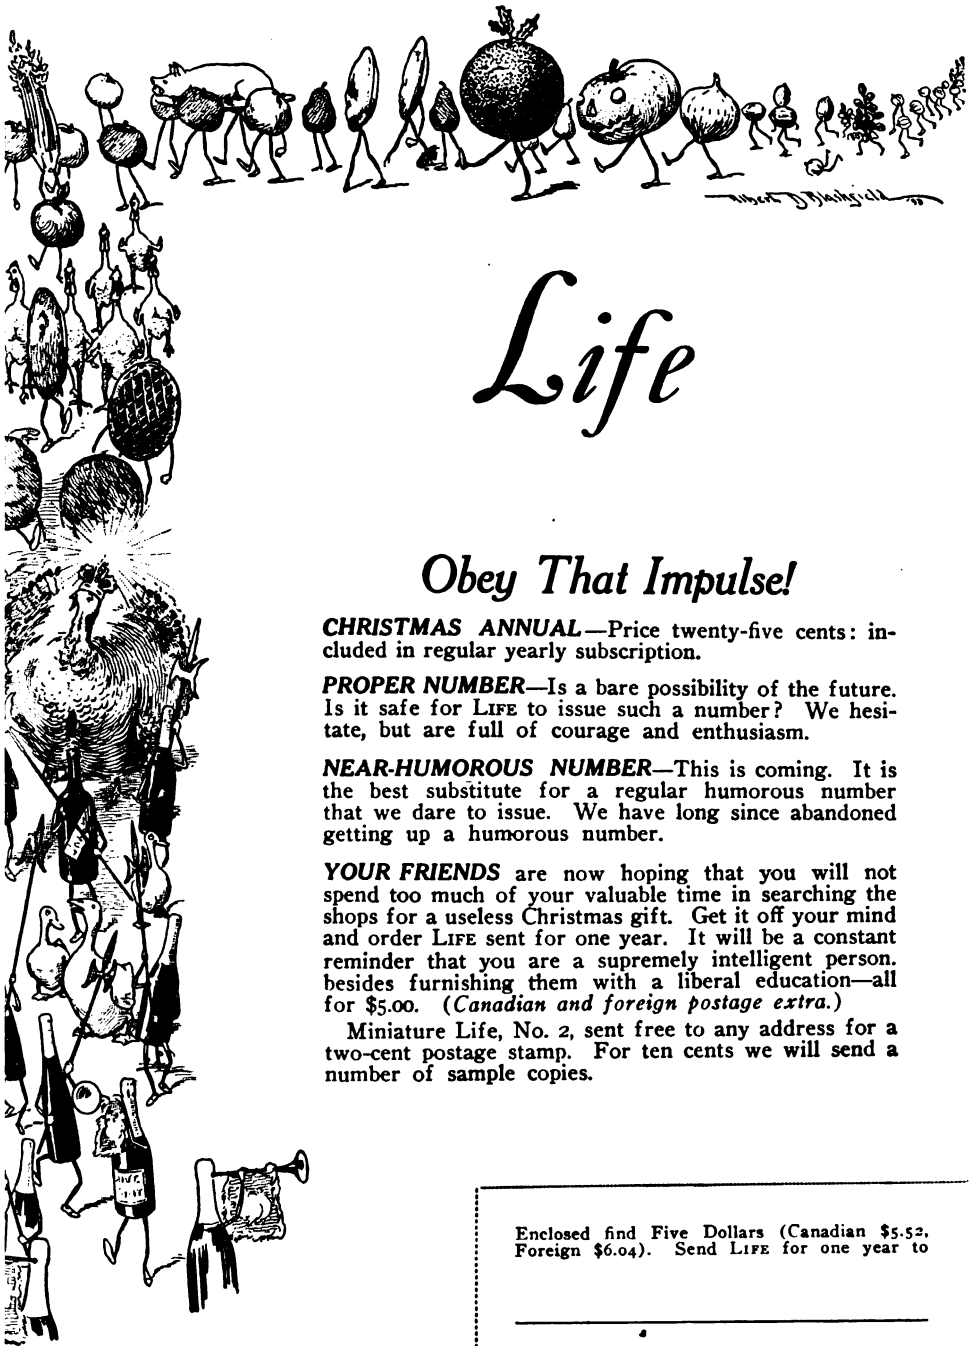 Albert D Blashfield '98
Life
Obey That Impulse!
CHRISTMAS ANNUAL—Price twenty-five cents: in-
cluded in regular yearly subscription.
PROPER NUMBER—Is a bare possibility of the future.
Is it safe for LIFE to issue such a number? We hesi-
tate, but are full of courage and enthusiasm.
NEAR-HUMOROUS NUMBER—This is coming. It is
the best substitute for a regular humorous number
that we dare to issue. We have long since abandoned
getting up a humorous number.
YOUR FRIENDS are now hoping that you will not
spend too much of your valuable time in searching the
shops for a useless Christmas gift. Get it off your mind
and order LIFE sent for one year. It will be a constant
reminder that you are a supremely intelligent person.
besides furnishing them with a liberal education—all
for $5.00. (Canadian and foreign postage extra.)
Miniature Life, No. 2, sent free to any address for a
two-cent postage stamp. For ten cents we will send a
number of sample copies.
Enclosed find Five Dollars (Canadian $5.52,
Foreign $6.04). Send LIFE for one year to